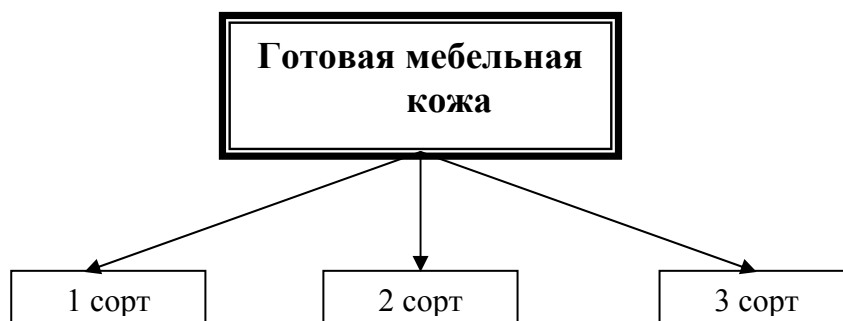 Готовая мебельная
кожа
1 сорт
2 сорт
3 сорт